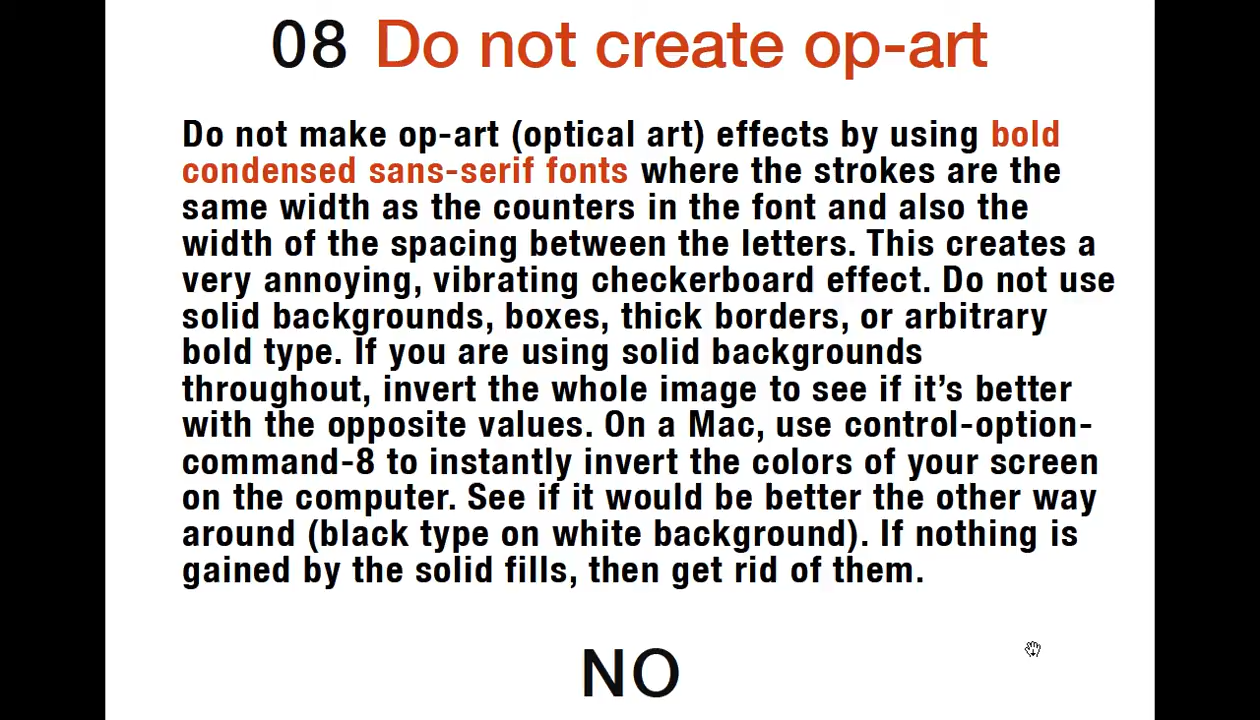 08 Do not create op-art
Do not make op-art (optical art) effects by using bold
condensed sans-serif fonts where the strokes are the
same width as the counters in the font and also the
width of the spacing between the letters. This creates a
very annoying, vibrating checkerboard effect. Do not use
solid backgrounds, boxes, thick borders, or arbitrary
bold type. If you are using solid backgrounds
throughout, invert the whole image to see if it’s better
with the opposite values. On a Mac, use control-option-
command-8 to instantly invert the colors of your screen
on the computer. See if it would be better the other way
around (black type on white background). If nothing is
gained by the solid fills, then get rid of them.
NO